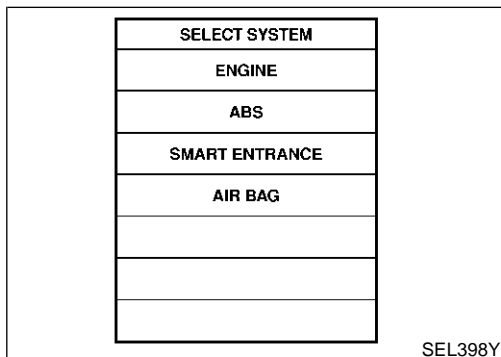 SELECT SYSTEM
ENGINE
ABS
SMART ENTRANCE
AIR BAG
SEL398Y